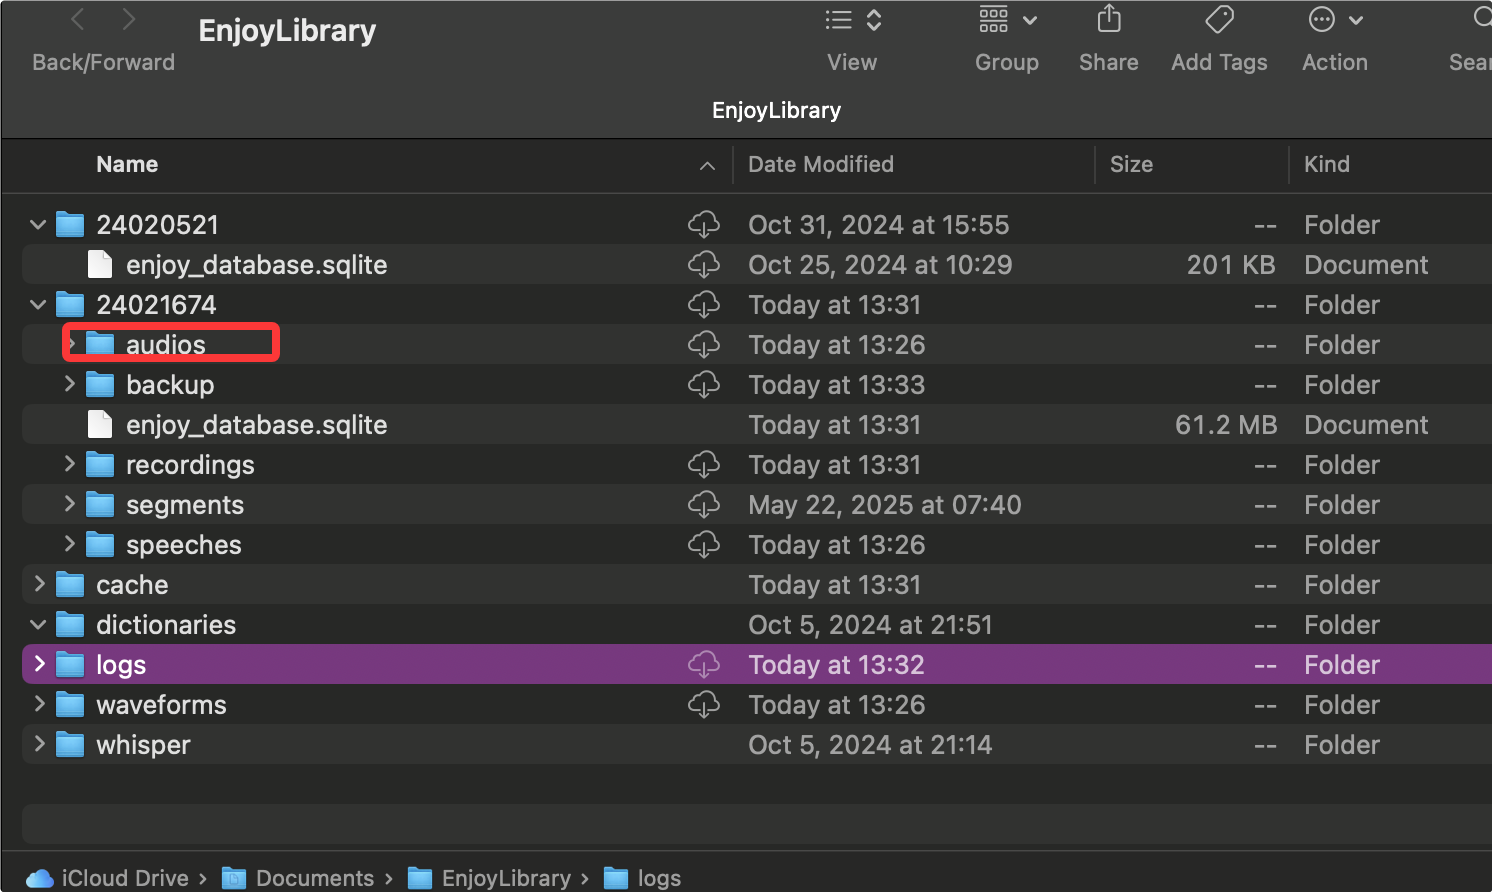 EnjoyLibrary
Back/Forward
View
Group
Share
Add Tags
Action
EnjoyLibrary
Name Date Modified Size Kind
24020521 Oct 31, 2024 at 15:55 -- Folder
enjoy_database.sqlite Oct 25, 2024 at 10:29 201 KB Document
24021674 Today at 13:31 -- Folder
audios Today at 13:26 -- Folder
backup Today at 13:33 -- Folder
enjoy_database.sqlite Today at 13:31 61.2 MB Document
recordings Today at 13:31 -- Folder
segments May 22, 2025 at 07:40 -- Folder
speeches Today at 13:26 -- Folder
cache Today at 13:31 -- Folder
dictionaries Oct 5, 2024 at 21:51 -- Folder
logs Today at 13:32 -- Folder
waveforms Today at 13:26 -- Folder
whisper Oct 5, 2024 at 21:14 -- Folder
iCloud Drive › Documents › EnjoyLibrary › logs